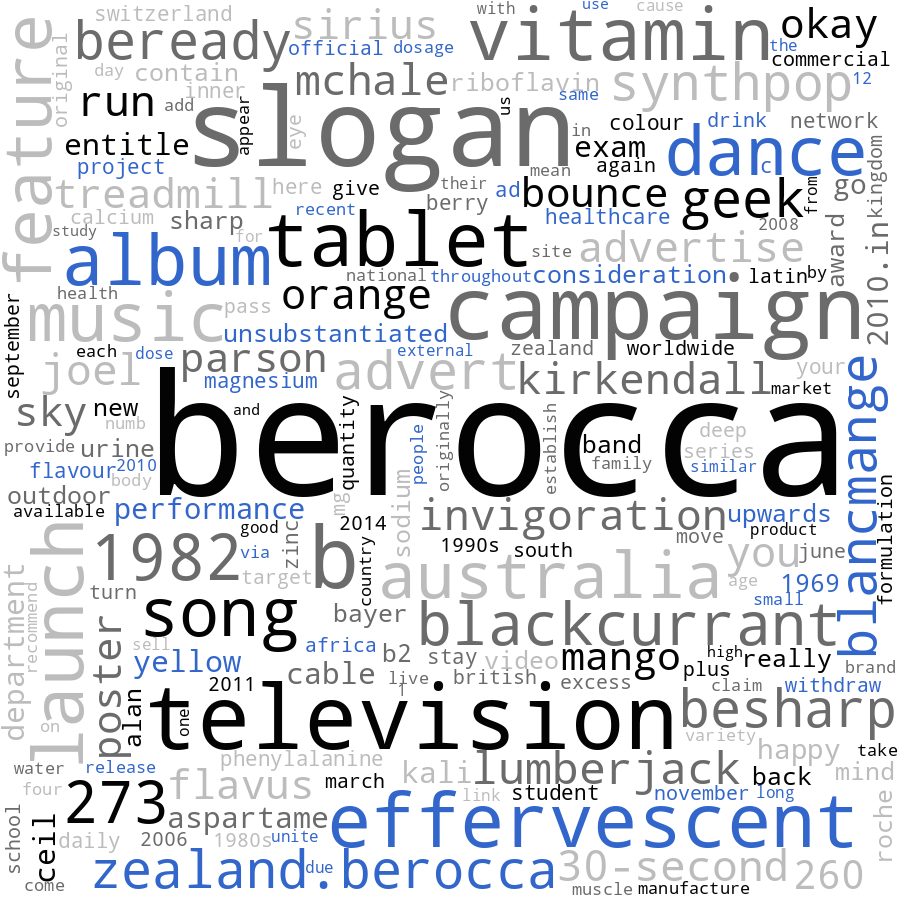 switzerland
sirius
with
vitamin
use
cause
okay
beready
official dosage
the
commercial
feature
original
day contain
inner
mchale
riboflavin
same
synthpop
12
run add
appear
slogan
eye
us
in
colour
drink network
entitle
project
exam
again
dance
c
treadmill
here give
their
berry
mean
ad
bounce
geek
from
go
kingdom
calcium sharp
recent
healthcare
2008
award
study
album
for
tablet
site
advertise
2010.in
national throughout consideration
latin by
health
september
music
pass
orange
campaign
unsubstantiated
each dose
parson
external
zealand worldwide
joel
magnesium
advert
kirkendall
your
market
blancmange
sky new
numb
and
berocca
quantity
originally
people
establish
band
family
deep
series
similar
provide urine
flavour 2010
body
outdoor
available
performance
mg
sodium
invigoration
upwards
product
move
formulation
good
2014
zinc
1990s south
launch
1982
via
b
country
target
australia
you
june
age
1969
small
department
recommend
turn
song
bayer
blackcurrant
poster
sell
yellow
africa b2
stay video
mango
plus
high
really
brand
cable
live
british excess
claim withdraw
2011
l
on
alan
one
television
besharp
variety
happy take
water release
phenylalanine
kali
lumberjack
back mind
four
273
flavus
march
link
student
november long
roche
aspartame
effervescent
school
ceil
daily 2006 1980s unite
come
zealand.berocca
due
30-second
260
muscle manufacture